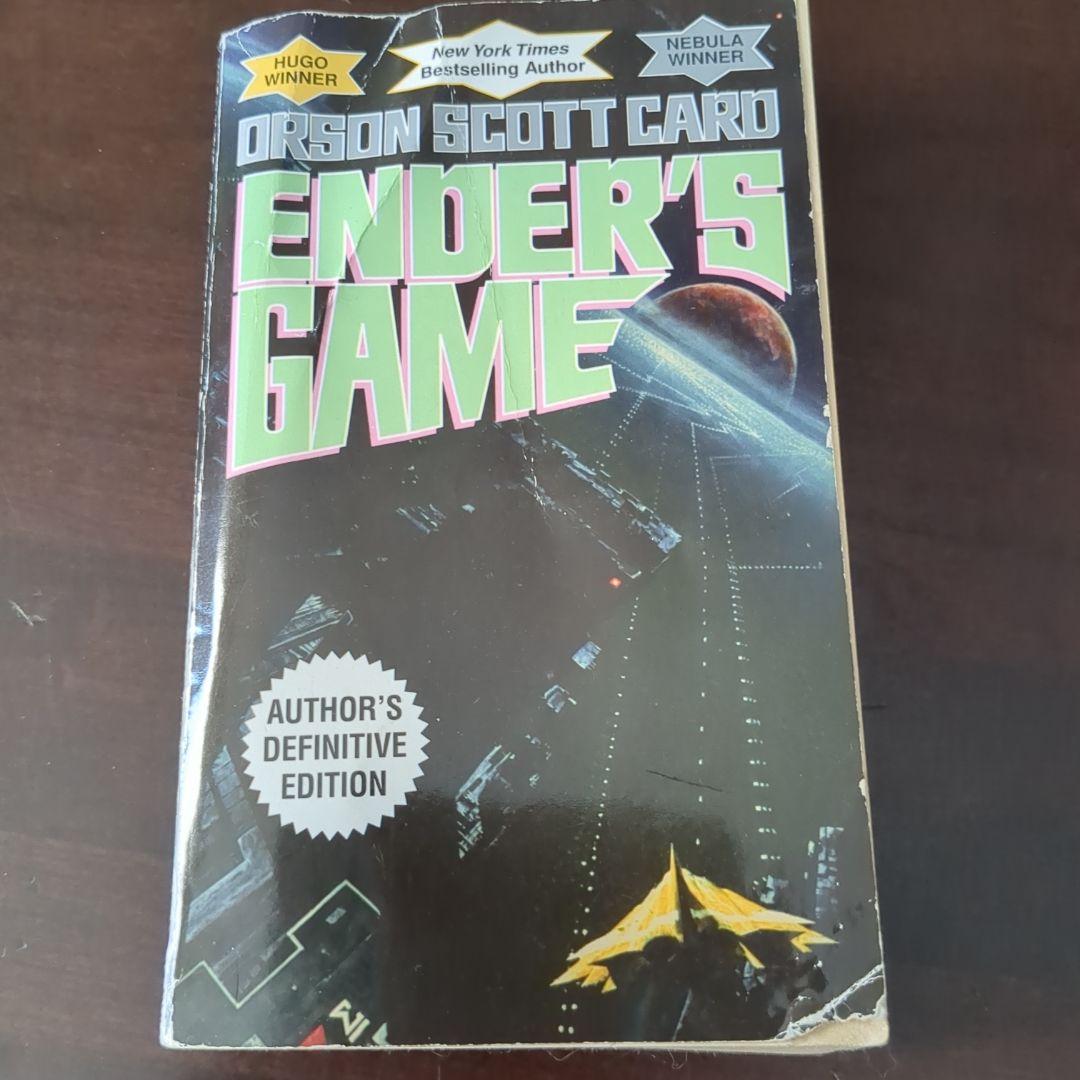 HUGO
WINNER
New York Times
Bestselling Author
NEBULA
WINNER
ORSON SCOTT CARD
ENDER'S
GAME
AUTHOR'S
DEFINITIVE
EDITION